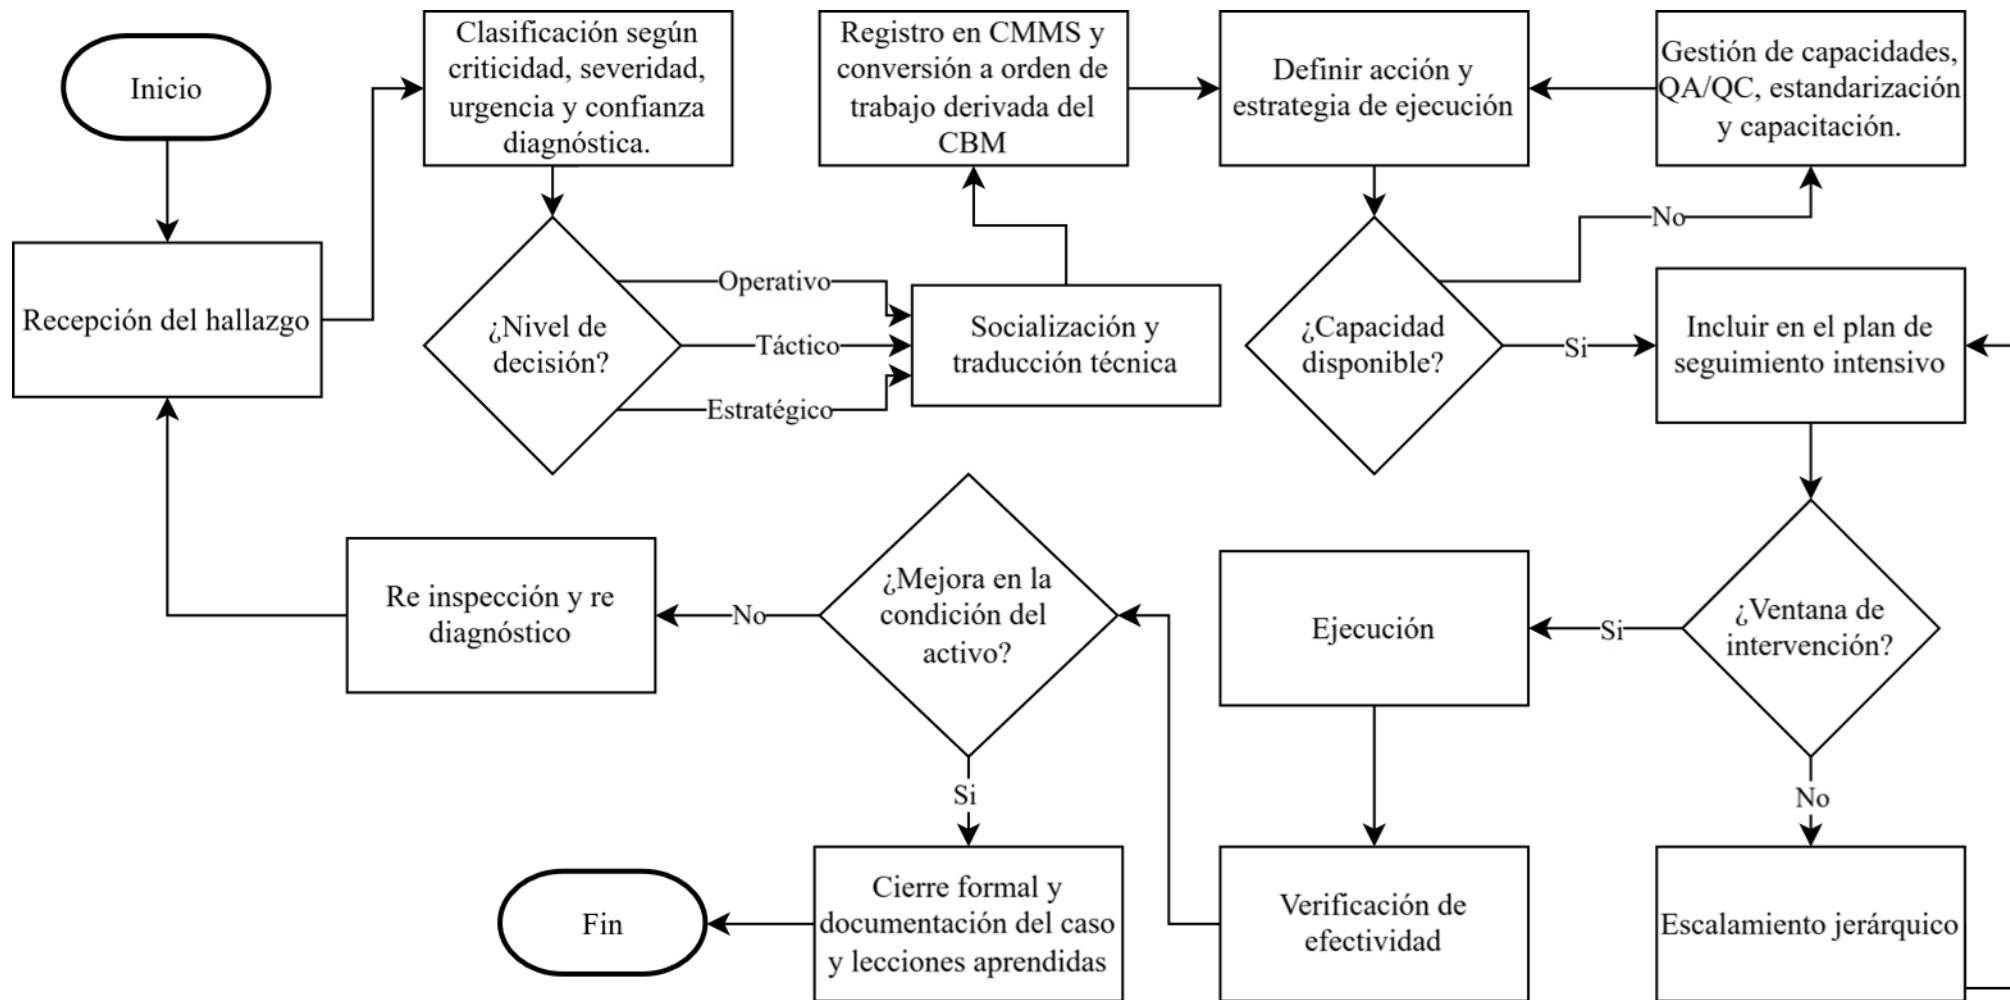 Inicio
Recepción del hallazgo
Clasificación según
criticidad, severidad,
urgencia y confianza
diagnóstica.
¿Nivel de
decisión?
Operativo
Táctico
Estratégico
Socialización y
traducción técnica
Registro en CMMS y
conversión a orden de
trabajo derivada del
CBM
Definir acción y
estrategia de ejecución
¿Capacidad
disponible?
No
Gestión de capacidades,
QA/QC, estandarización
y capacitación.
Si
Incluir en el plan de
seguimiento intensivo
¿Ventana de
intervención?
No
Escalamiento jerárquico
Si
Ejecución
Verificación de
efectividad
¿Mejora en la
condición del
activo?
No
Re inspección y re
diagnóstico
Si
Cierre formal y
documentación del caso
y lecciones aprendidas
Fin